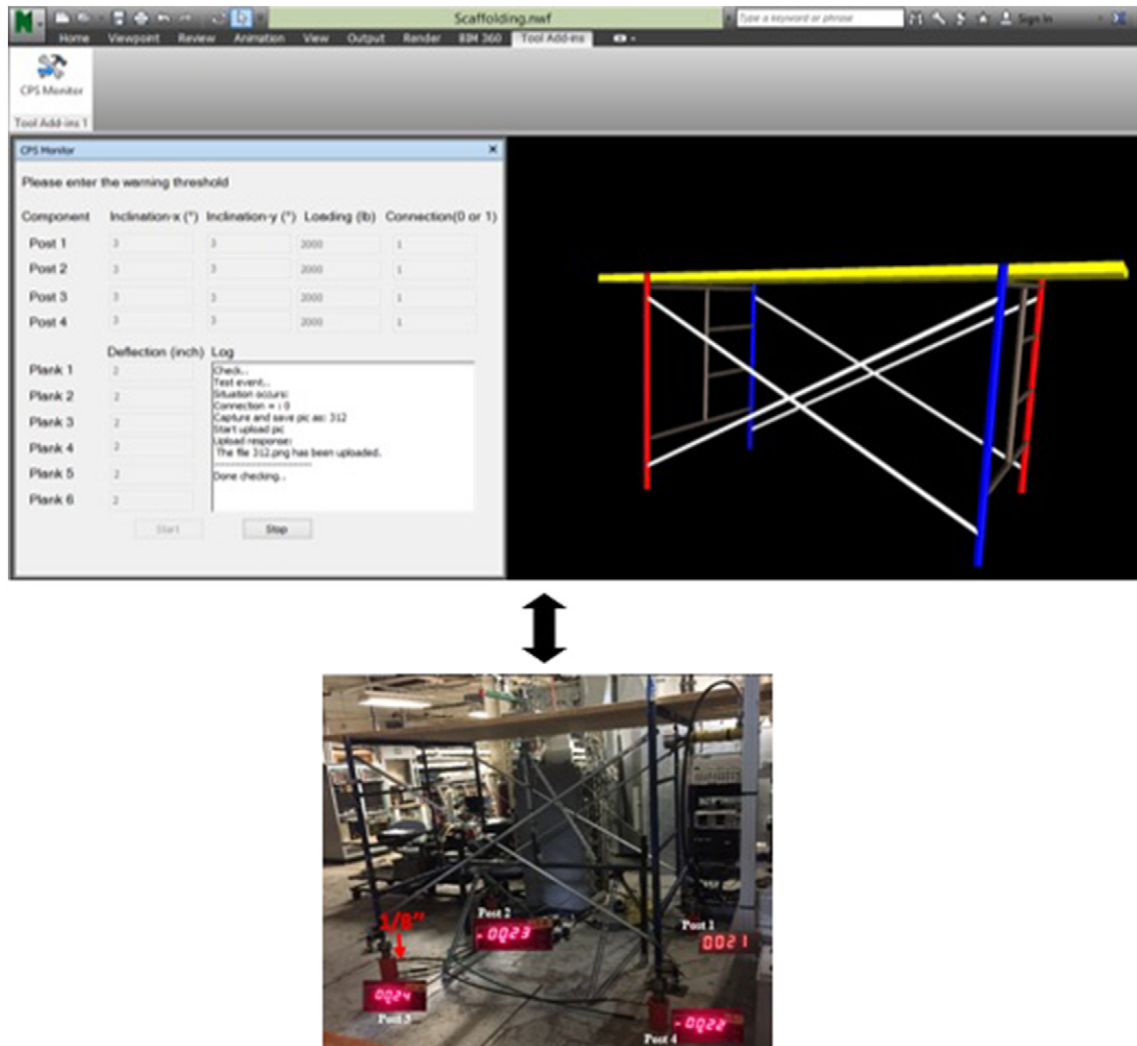 Scaffolding.nwf
Type a keyword or phrase
Sign In
Home Viewpoint Review Animation View Output Render BIM 360 Tool Add-ins
CPS Monitor
Tool Add-ins 1
CPS Monitor
Please enter the warning threshold
Component Inclination-x (°) Inclination-y (°) Loading (lb) Connection(0 or 1)
Post 1 3 3 2000 1
Post 2 3 3 2000 1
Post 3 3 3 2000 1
Post 4 3 3 2000 1
Deflection (inch) Log
Plank 1 2
Plank 2 2
Plank 3 2
Plank 4 2
Plank 5 2
Plank 6 2
Check..
Test event..
Situation occurs:
Connection = : 0
Capture and save pic as: 312
Start upload pic
Upload response:
The file 312.png has been uploaded.
------------------------
Done checking..
Start Stop
1/8"
Post 2
-0023
Post 1
0021
0024
Post 3
-0022
Post 4